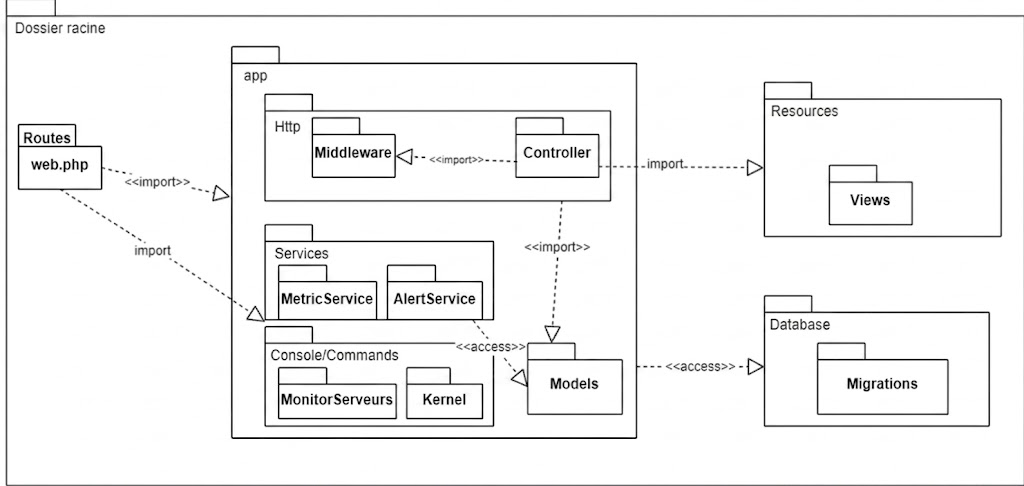 Dossier racine
app
Routes
web.php
<<import>>
import
Http
Middleware
<<import>>
Controller
import
<<import>>
Services
MetricService
AlertService
<<access>>
Console/Commands
MonitorServeurs
Kernel
Models
<<access>>
Resources
Views
Database
Migrations